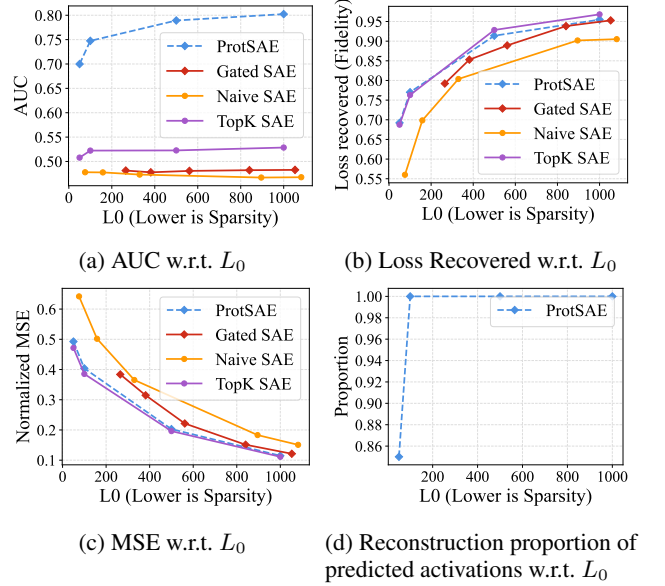 0.80
0.75
0.70
0.65
0.60
0.55
0.50
AUC
0
200
400
600
800
1000
L0 (Lower is Sparsity)
ProtSAE
Gated SAE
Naive SAE
TopK SAE
(a) AUC w.r.t. L₀
0.95
0.90
0.85
0.80
0.75
0.70
0.65
0.60
0.55
Loss recovered (Fidelity)
0
200
400
600
800
1000
L0 (Lower is Sparsity)
ProtSAE
Gated SAE
Naive SAE
TopK SAE
(b) Loss Recovered w.r.t. L₀
0.6
0.5
0.4
0.3
0.2
0.1
Normalized MSE
0
200
400
600
800
1000
L0 (Lower is Sparsity)
ProtSAE
Gated SAE
Naive SAE
TopK SAE
(c) MSE w.r.t. L₀
1.00
0.98
0.96
0.94
0.92
0.90
0.88
0.86
Proportion
200
400
600
800
1000
L0 (Lower is Sparsity)
ProtSAE
(d) Reconstruction proportion of
predicted activations w.r.t. L₀